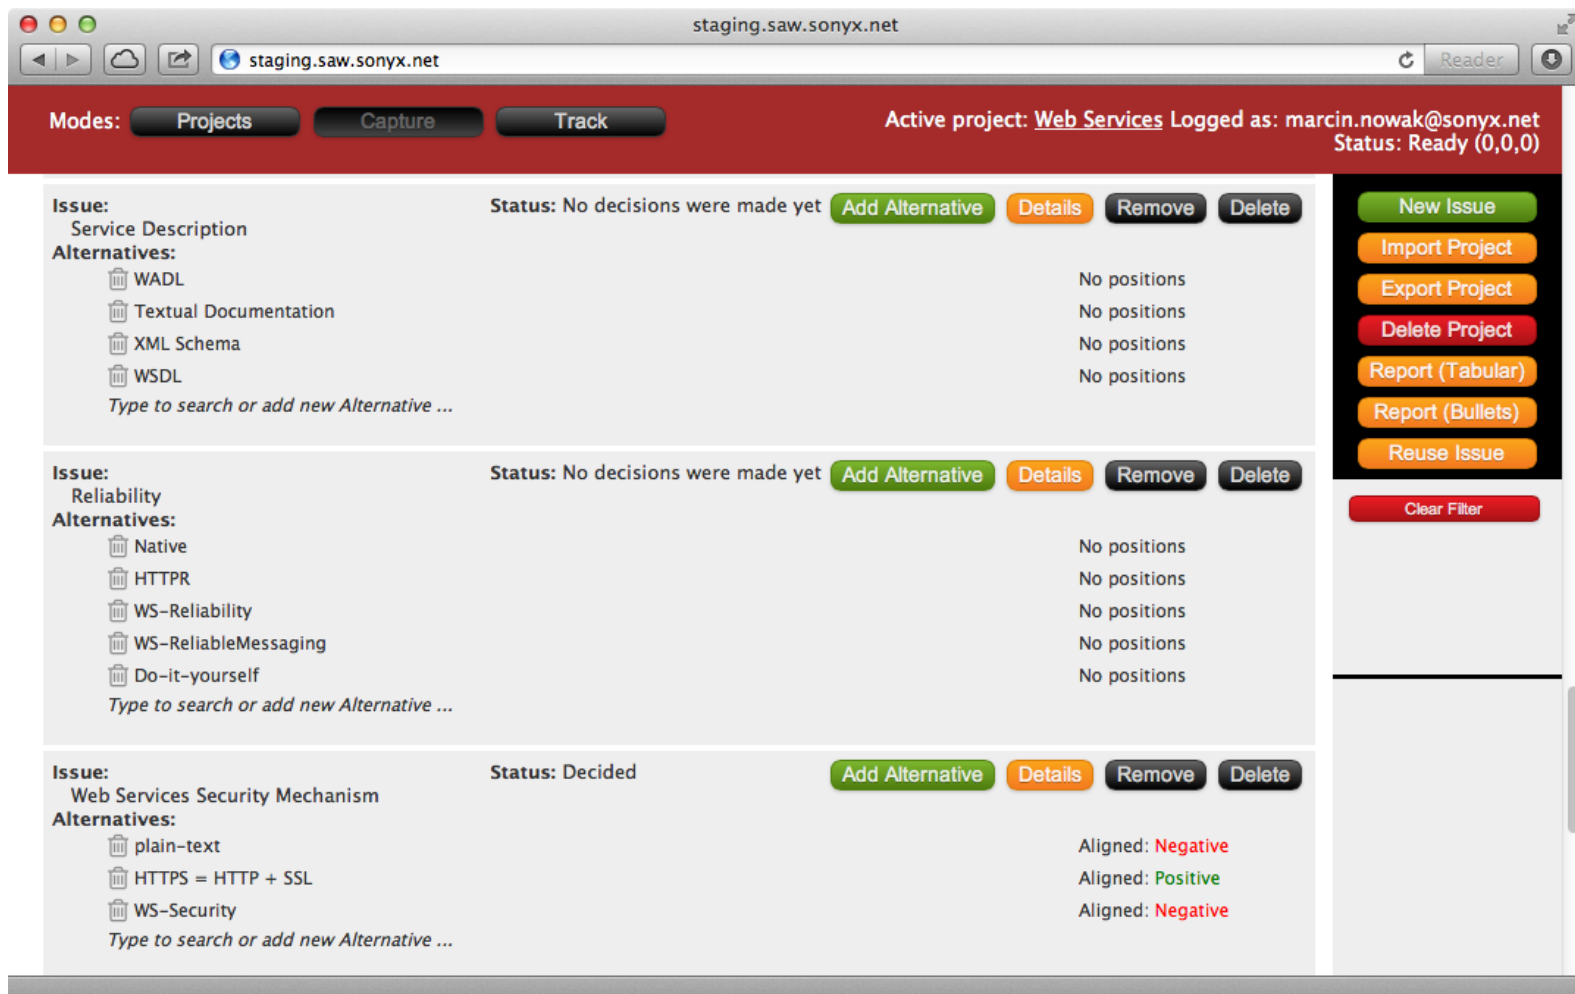 staging.saw.sonyx.net
staging.saw.sonyx.net
Reader
Modes: Projects Capture Track
Active project: Web Services Logged as: marcin.nowak@sonyx.net
Status: Ready (0,0,0)
Issue: Status: No decisions were made yet Add Alternative Details Remove Delete
Service Description
Alternatives:
WADL No positions
Textual Documentation No positions
XML Schema No positions
WSDL No positions
Type to search or add new Alternative ...
Issue: Status: No decisions were made yet Add Alternative Details Remove Delete
Reliability
Alternatives:
Native No positions
HTTPR No positions
WS-Reliability No positions
WS-ReliableMessaging No positions
Do-it-yourself No positions
Type to search or add new Alternative ...
Issue: Status: Decided Add Alternative Details Remove Delete
Web Services Security Mechanism
Alternatives:
plain-text Aligned: Negative
HTTPS = HTTP + SSL Aligned: Positive
WS-Security Aligned: Negative
Type to search or add new Alternative ...
New Issue
Import Project
Export Project
Delete Project
Report (Tabular)
Report (Bullets)
Reuse Issue
Clear Filter